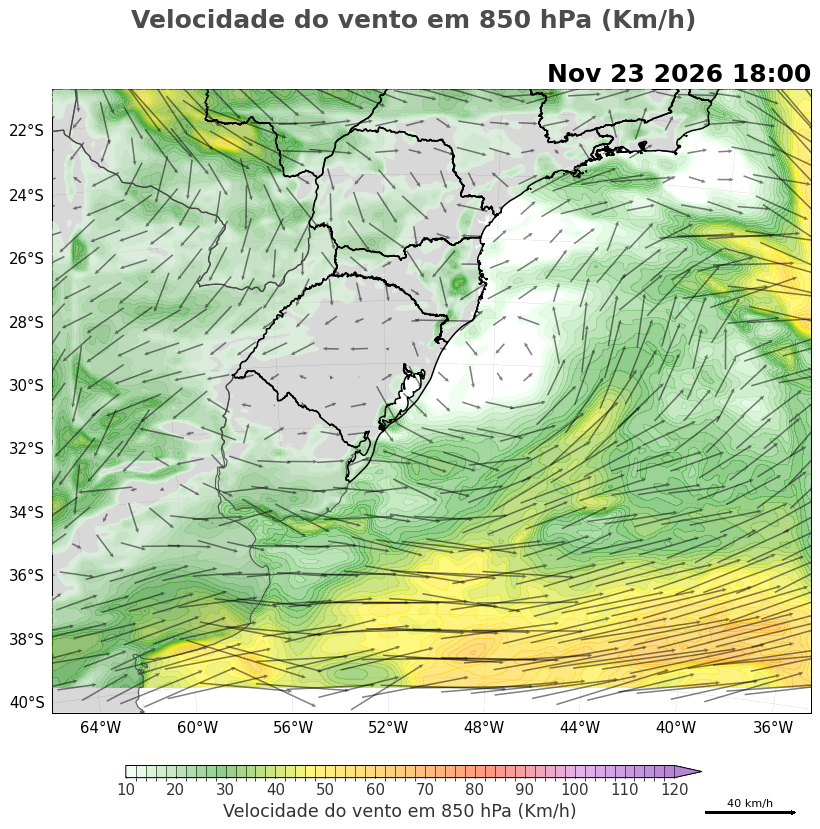 Velocidade do vento em 850 hPa (Km/h)
Nov 23 2026 18:00
22°S
24°S
26°S
28°S
30°S
32°S
34°S
36°S
38°S
40°S
64°W 60°W 56°W 52°W 48°W 44°W 40°W 36°W
10 20 30 40 50 60 70 80 90 100 110 120
Velocidade do vento em 850 hPa (Km/h)
40 km/h